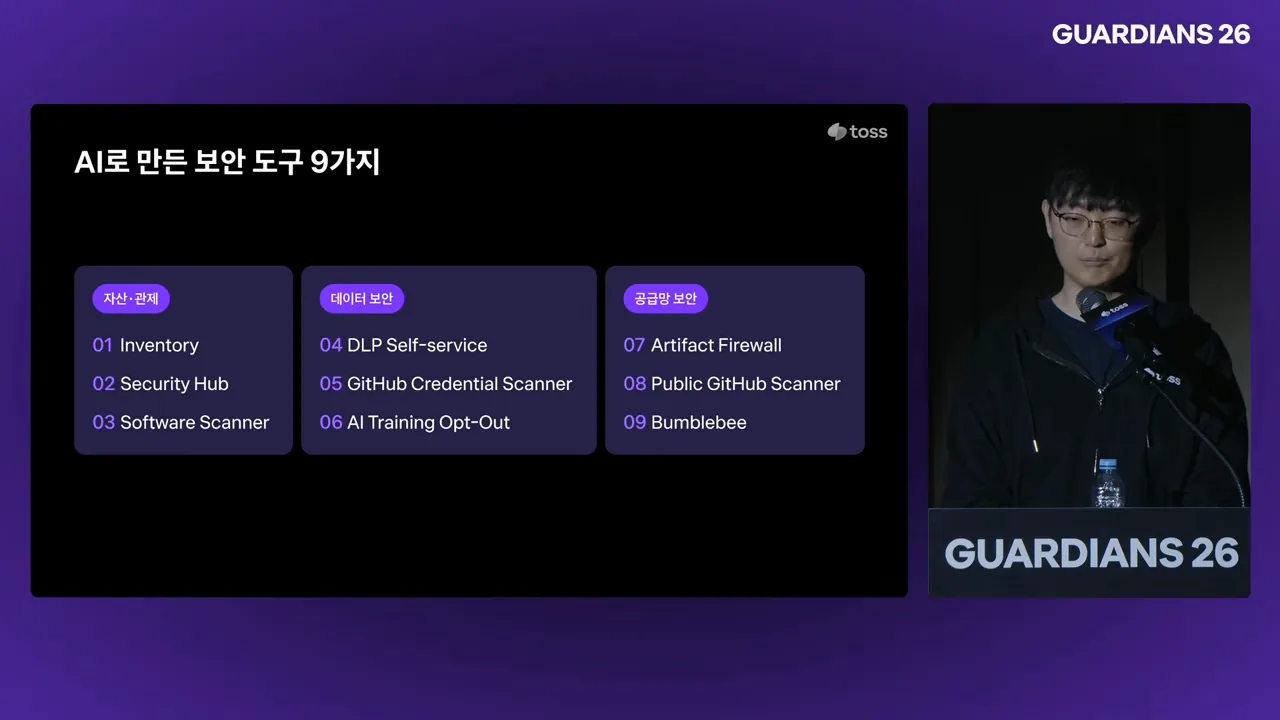 GUARDIANS 26
toss
AI로 만든 보안 도구 9가지
자산·관제
01 Inventory
02 Security Hub
03 Software Scanner
데이터 보안
04 DLP Self-service
05 GitHub Credential Scanner
06 AI Training Opt-Out
공급망 보안
07 Artifact Firewall
08 Public GitHub Scanner
09 Bumblebee
toss
toss
GUARDIANS 26